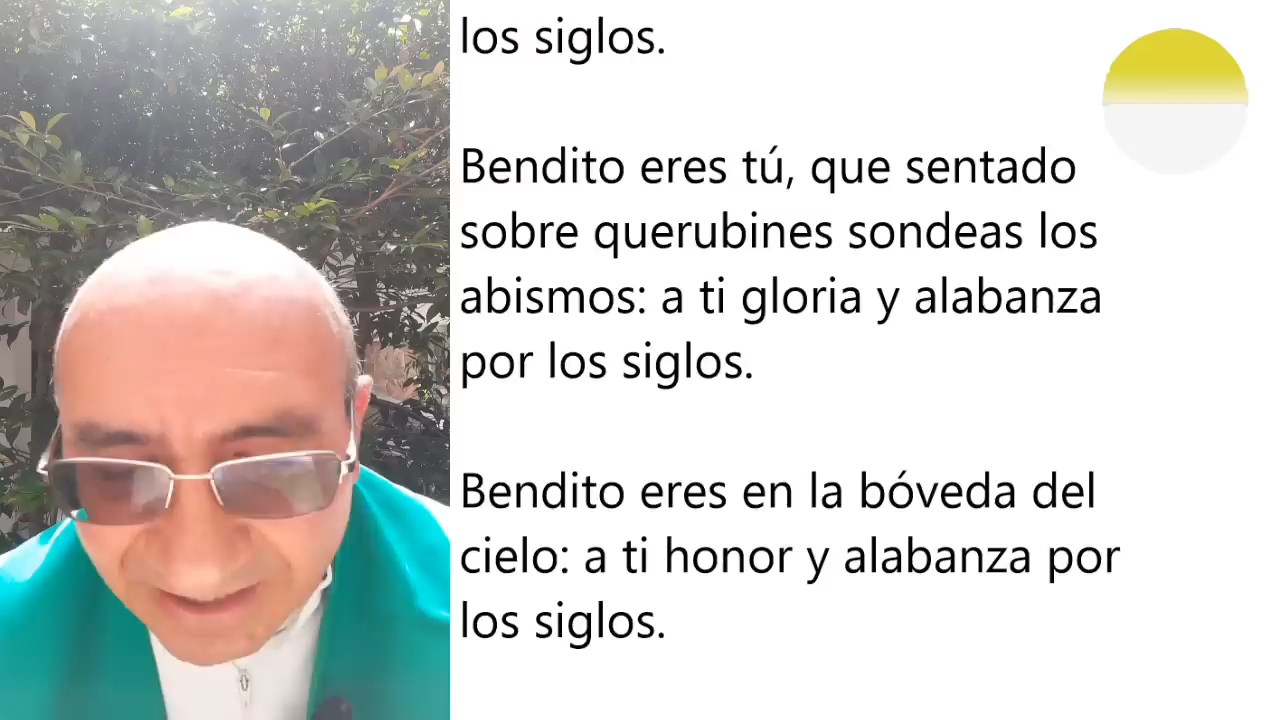 los siglos.
Bendito eres tú, que sentado
sobre querubines sondeas los
abismos: a ti gloria y alabanza
por los siglos.
Bendito eres en la bóveda del
cielo: a ti honor y alabanza por
los siglos.